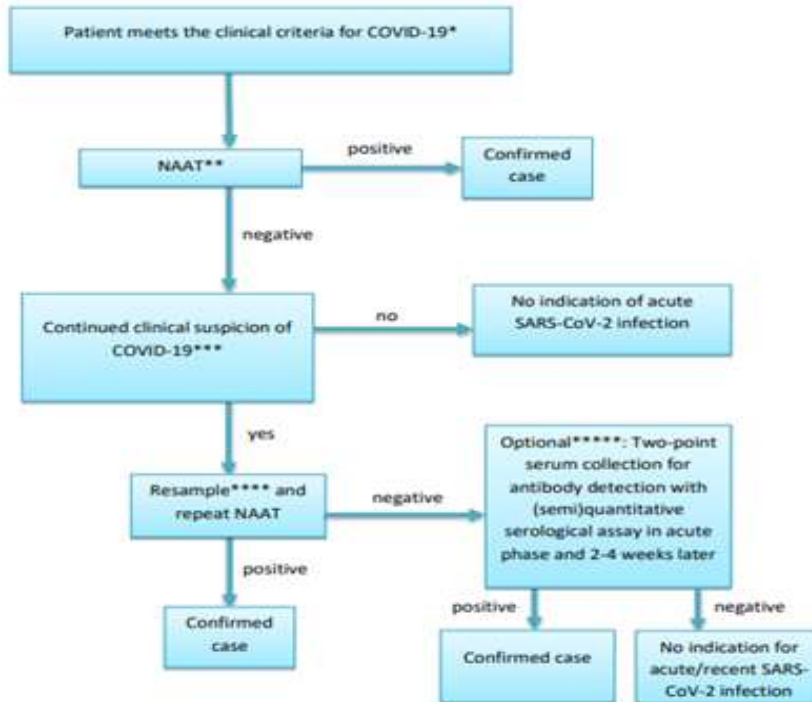 Patient meets the clinical criteria for COVID-19*
NAAT**
positive
Confirmed
case
negative
Continued clinical suspicion of
COVID-19***
no
No indication of acute
SARS-CoV-2 infection
yes
Resample**** and
repeat NAAT
negative
Optional*****: Two-point
serum collection for
antibody detection with
(semi)quantitative
serological assay in acute
phase and 2-4 weeks later
positive
Confirmed
case
positive
Confirmed case
negative
No indication for
acute/recent SARS-
CoV-2 infection